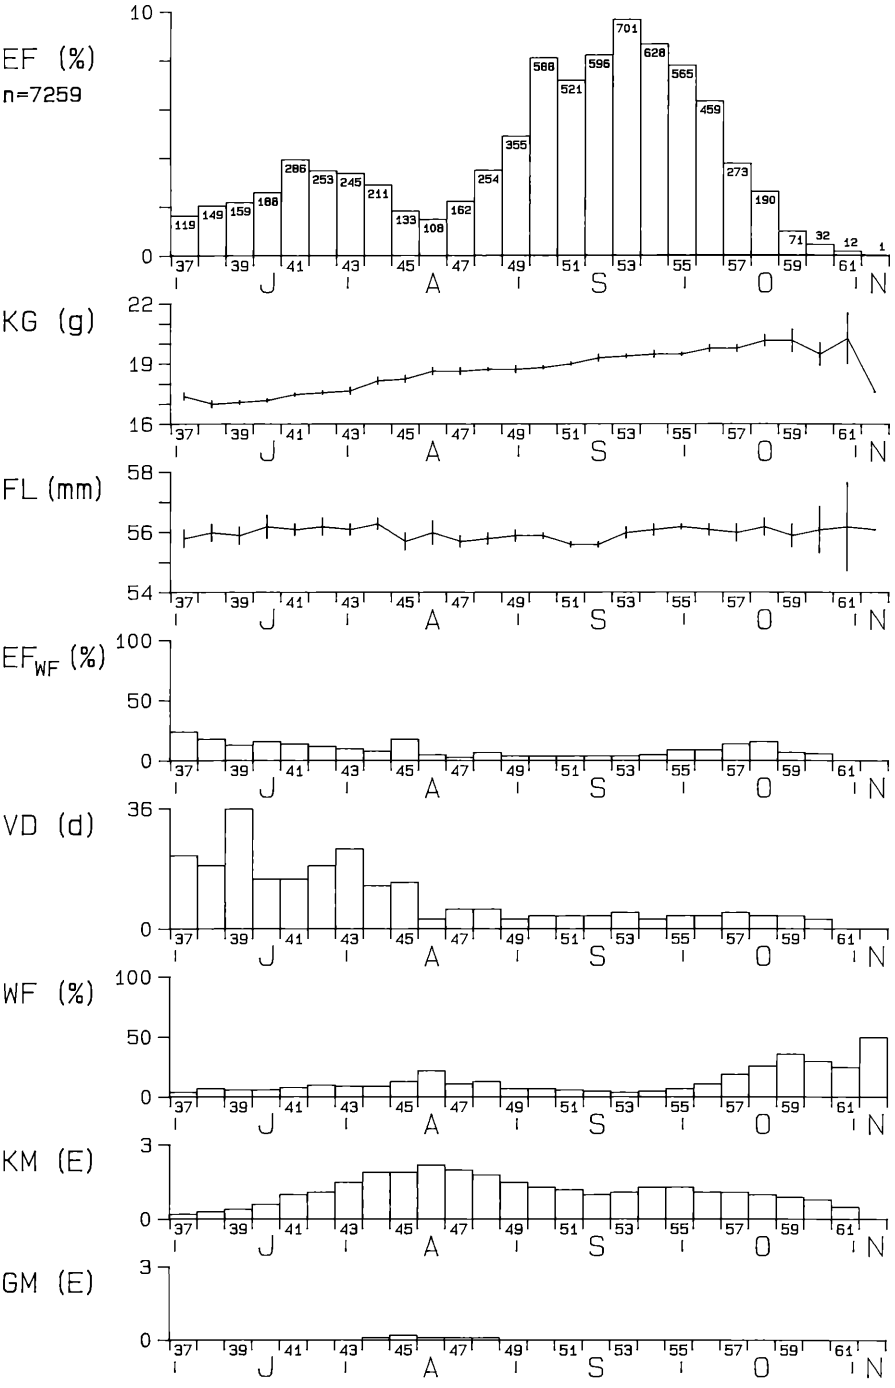 10
EF (%)
n=7259
0
119 149 159 188 286 253 245 211 133 108 162 254 355 588 521 596 701 628 565 459 273 190 71 32 12 1
37 39 41 43 45 47 49 51 53 55 57 59 61
J A S O N
22
KG (g)
19
16
37 39 41 43 45 47 49 51 53 55 57 59 61
J A S O N
58
FL (mm)
56
54
37 39 41 43 45 47 49 51 53 55 57 59 61
J A S O N
100
EF WF (%)
50
0
37 39 41 43 45 47 49 51 53 55 57 59 61
J A S O N
36
VD (d)
0
37 39 41 43 45 47 49 51 53 55 57 59 61
J A S O N
100
WF (%)
50
0
37 39 41 43 45 47 49 51 53 55 57 59 61
J A S O N
3
KM (E)
0
37 39 41 43 45 47 49 51 53 55 57 59 61
J A S O N
3
GM (E)
0
37 39 41 43 45 47 49 51 53 55 57 59 61
J A S O N